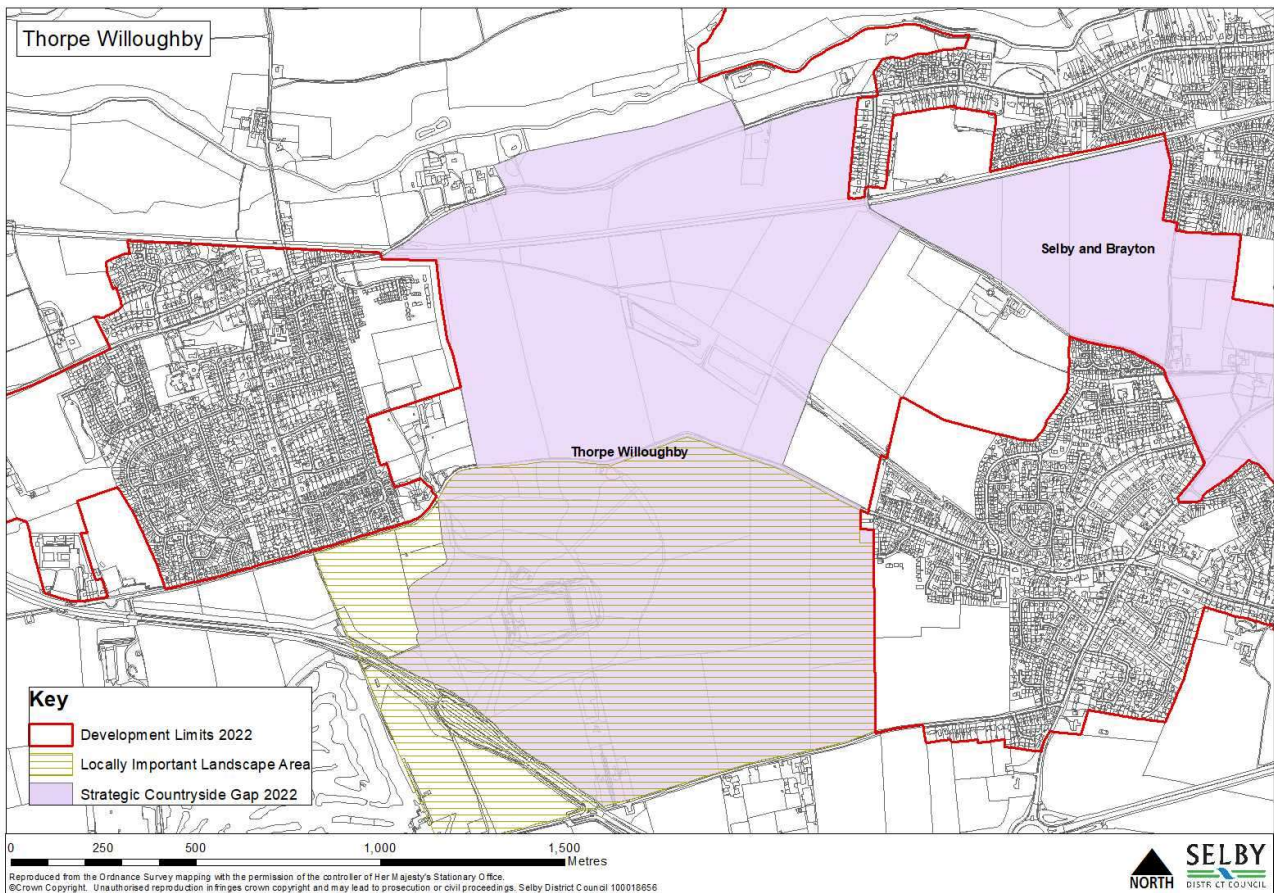 Thorpe Willoughby
Selby and Brayton
Thorpe Willoughby
Key
Development Limits 2022
Locally Important Landscape Area
Strategic Countryside Gap 2022
0 250 500 1,000 1,500
Metres
Reproduced from the Ordnance Survey mapping with the permission of the controller of Her Majesty's Stationary Office.
©Crown Copyright. Unauthorised reproduction infringes crown copyright and may lead to prosecution or civil proceedings. Selby District Council 100018656
NORTH
SELBY
DISTRICT COUNCIL